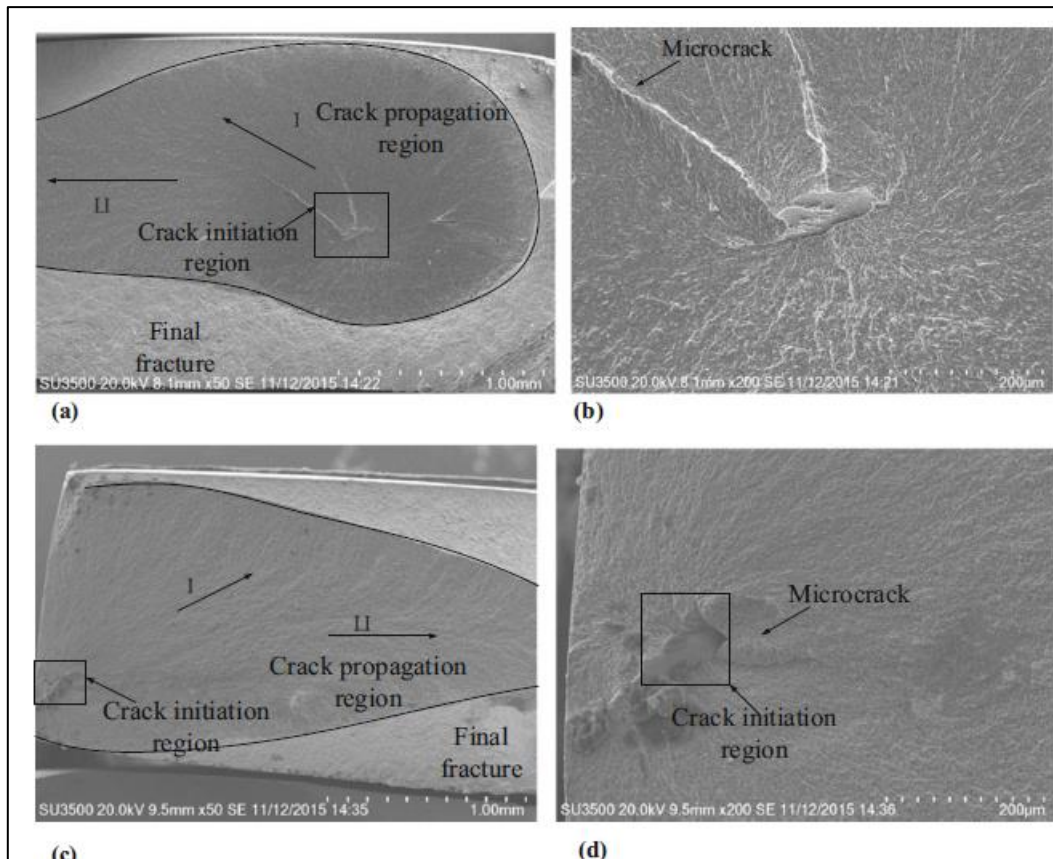 I
Crack propagation
region
II
Crack initiation
region
Final
fracture
SU3500 20.0kV 8.1mm x50 SE 11/12/2015 14:22
1.00mm
(a)
Microcrack
SU3500 20.0kV 8.1mm x200 SE 11/12/2015 14:21
200µm
(b)
I
II
Crack propagation
region
Crack initiation
region
Final
fracture
SU3500 20.0kV 9.5mm x50 SE 11/12/2015 14:35
1.00mm
(c)
Microcrack
Crack initiation
region
SU3500 20.0kV 9.5mm x200 SE 11/12/2015 14:36
200µm
(d)